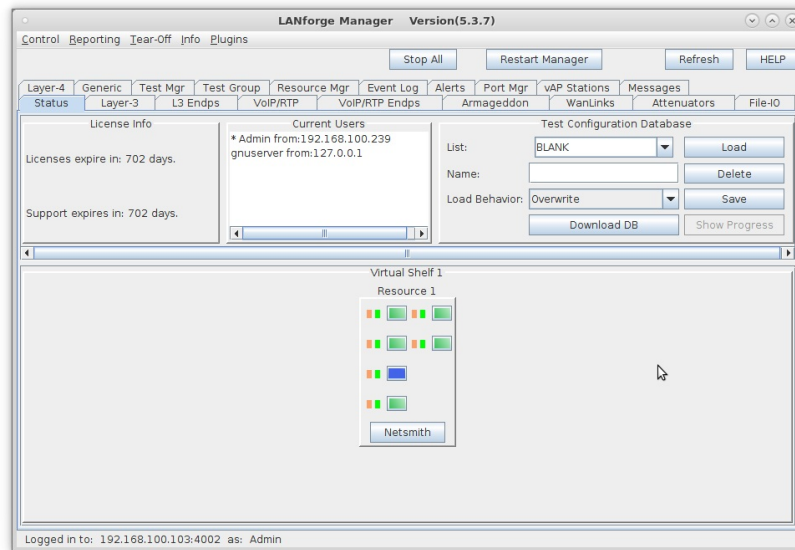 LANforge Manager Version(5.3.7)
Control Reporting Tear-Off Info Plugins
Stop All Restart Manager Refresh HELP
Layer-4 Generic Test Mgr Test Group Resource Mgr Event Log Alerts Port Mgr vAP Stations Messages
Status Layer-3 L3 Endps VoIP/RTP VoIP/RTP Endps Armageddon WanLinks Attenuators File-IO
License Info
Licenses expire in: 702 days.
Support expires in: 702 days.
Current Users
* Admin from:192.168.100.239
gnuserver from:127.0.0.1
Test Configuration Database
List: BLANK Load
Name: Delete
Load Behavior: Overwrite Save
Download DB Show Progress
Virtual Shelf 1
Resource 1
Netsmith
Logged in to: 192.168.100.103:4002 as: Admin